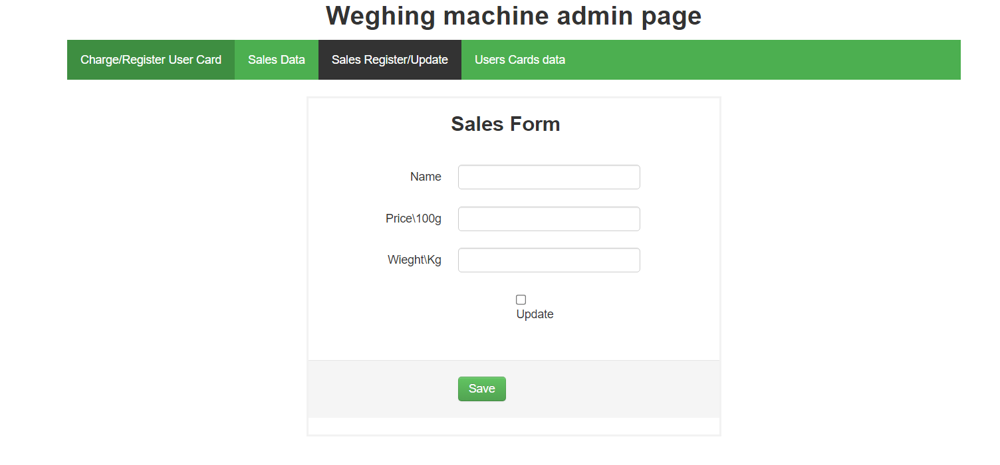 Weghing machine admin page
Charge/Register User Card Sales Data Sales Register/Update Users Cards data
Sales Form
Name
Price\100g
Wieght\Kg
Update
Save